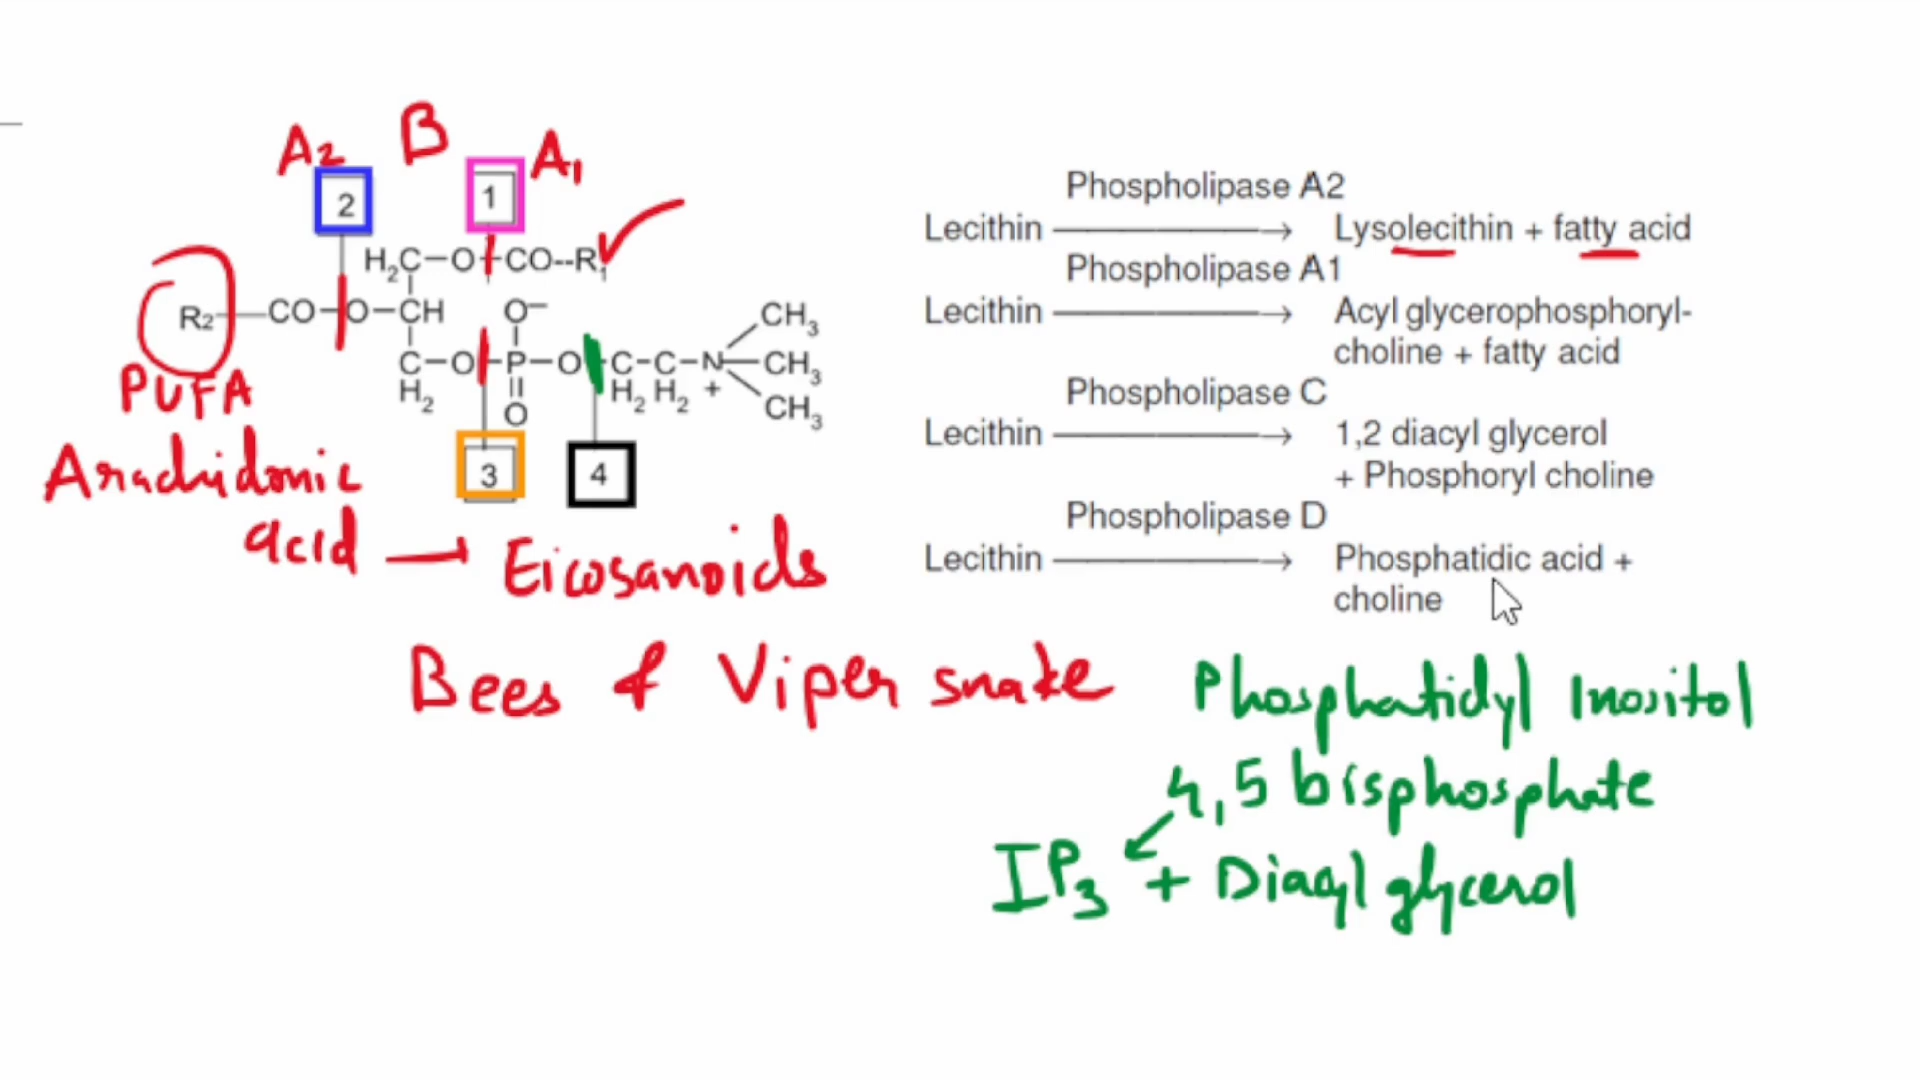 A2 B A1
2 1
H2C-O-CO--R1
R2-CO-O-CH O-
C-O-P-O-C-C-N-CH3
CH3
CH3
H2 H2 H2 +
O
PUFA
3 4
Arachidonic
acid → Eicosanoids
Bees & Viper snake
Phospholipase A2
Lecithin → Lysolecithin + fatty acid
Phospholipase A1
Lecithin → Acyl glycerophosphoryl-
choline + fatty acid
Phospholipase C
Lecithin → 1,2 diacyl glycerol
+ Phosphoryl choline
Phospholipase D
Lecithin → Phosphatidic acid +
choline
Phosphatidyl Inositol
4,5 bisphosphate
IP3 + Diacyl glycerol